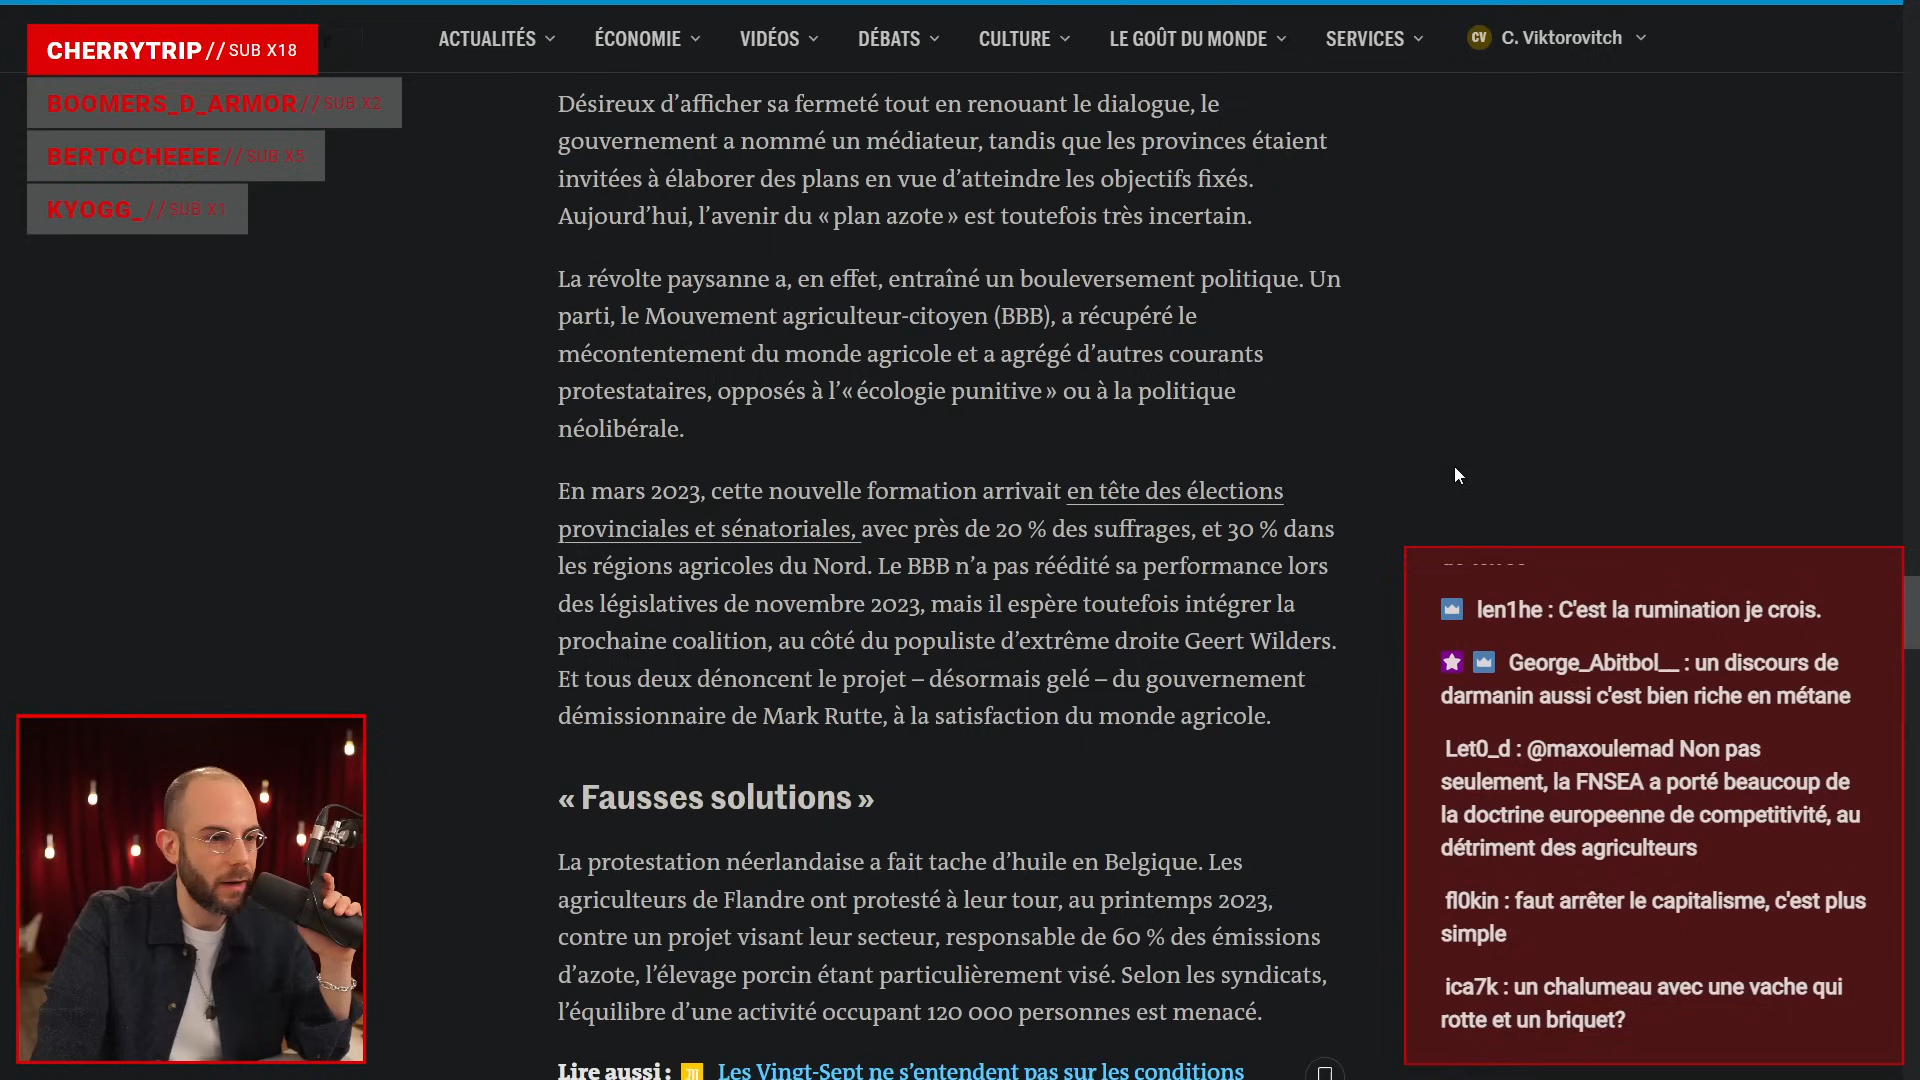 CHERRYTRIP // SUB X18
BOOMERS_D_ARMOR // SUB X2
BERTOCHEEEE // SUB X5
KYOGG_ // SUB X1
ACTUALITÉS
ÉCONOMIE
VIDÉOS
DÉBATS
CULTURE
LE GOÛT DU MONDE
SERVICES
CV C. Viktorovitch
Désireux d’afficher sa fermeté tout en renouant le dialogue, le
gouvernement a nommé un médiateur, tandis que les provinces étaient
invitées à élaborer des plans en vue d’atteindre les objectifs fixés.
Aujourd’hui, l’avenir du « plan azote » est toutefois très incertain.
La révolte paysanne a, en effet, entraîné un bouleversement politique. Un
parti, le Mouvement agriculteur-citoyen (BBB), a récupéré le
mécontentement du monde agricole et a agrégé d’autres courants
protestataires, opposés à l’« écologie punitive » ou à la politique
néolibérale.
En mars 2023, cette nouvelle formation arrivait en tête des élections
provinciales et sénatoriales, avec près de 20 % des suffrages, et 30 % dans
les régions agricoles du Nord. Le BBB n’a pas réédité sa performance lors
des législatives de novembre 2023, mais il espère toutefois intégrer la
prochaine coalition, au côté du populiste d’extrême droite Geert Wilders.
Et tous deux dénoncent le projet – désormais gelé – du gouvernement
démissionnaire de Mark Rutte, à la satisfaction du monde agricole.
« Fausses solutions »
La protestation néerlandaise a fait tache d’huile en Belgique. Les
agriculteurs de Flandre ont protesté à leur tour, au printemps 2023,
contre un projet visant leur secteur, responsable de 60 % des émissions
d’azote, l’élevage porcin étant particulièrement visé. Selon les syndicats,
l’équilibre d’une activité occupant 120 000 personnes est menacé.
Lire aussi : Les Vingt-Sept ne s’entendent pas sur les conditions
len1he : C'est la rumination je crois.
George_Abitbol__ : un discours de
darmanin aussi c'est bien riche en métane
Let0_d : @maxoulemad Non pas
seulement, la FNSEA a porté beaucoup de
la doctrine europeenne de competitivité, au
détriment des agriculteurs
fl0kin : faut arrêter le capitalisme, c'est plus
simple
ica7k : un chalumeau avec une vache qui
rotte et un briquet?